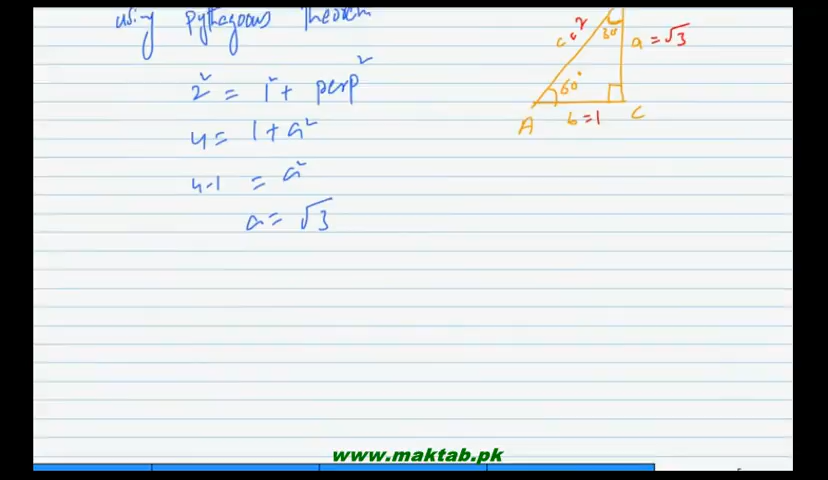 using pythagoous Theorem
2² = 1² + perp²
4 = 1 + a²
4-1 = a²
a = √3
c = 2
30
a = √3
60°
A
b = 1
C
www.maktab.pk